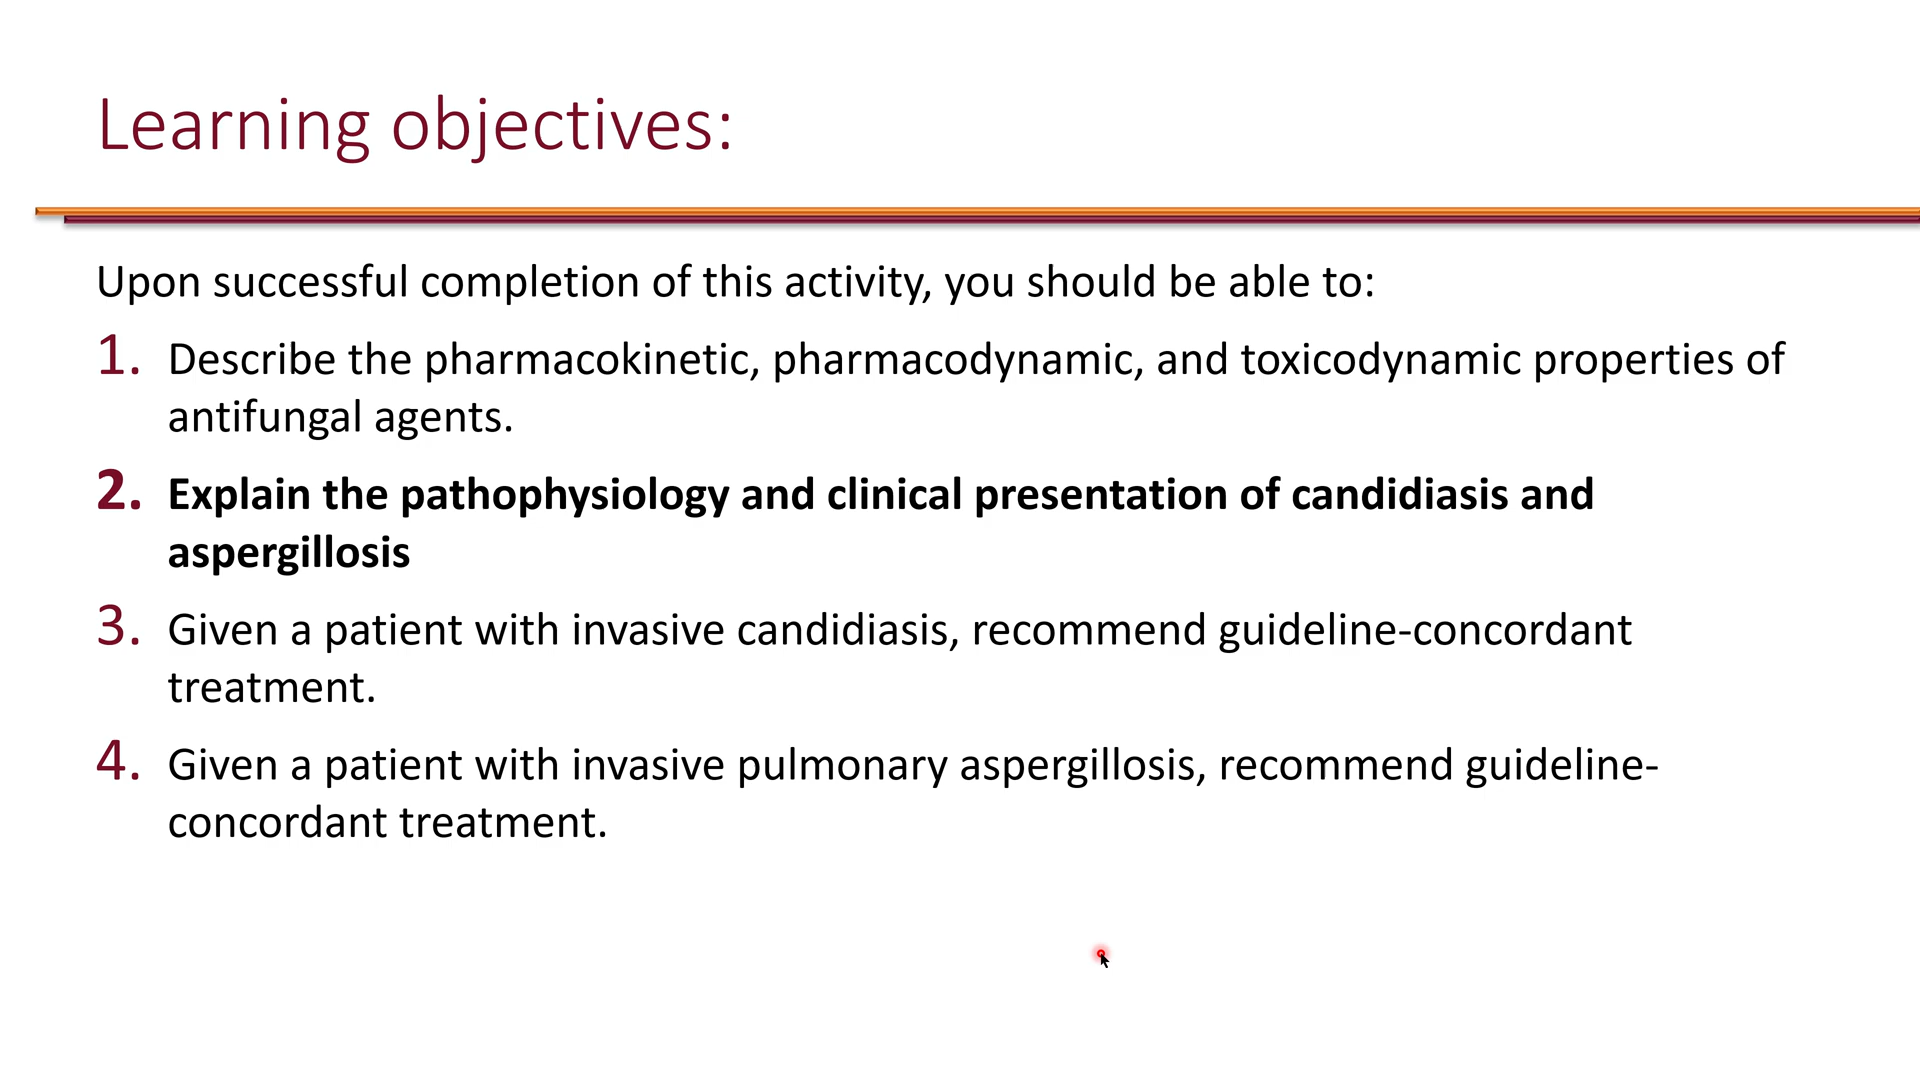 Learning objectives:
Upon successful completion of this activity, you should be able to:
1. Describe the pharmacokinetic, pharmacodynamic, and toxicodynamic properties of
antifungal agents.
2. Explain the pathophysiology and clinical presentation of candidiasis and
aspergillosis
3. Given a patient with invasive candidiasis, recommend guideline-concordant
treatment.
4. Given a patient with invasive pulmonary aspergillosis, recommend guideline-
concordant treatment.